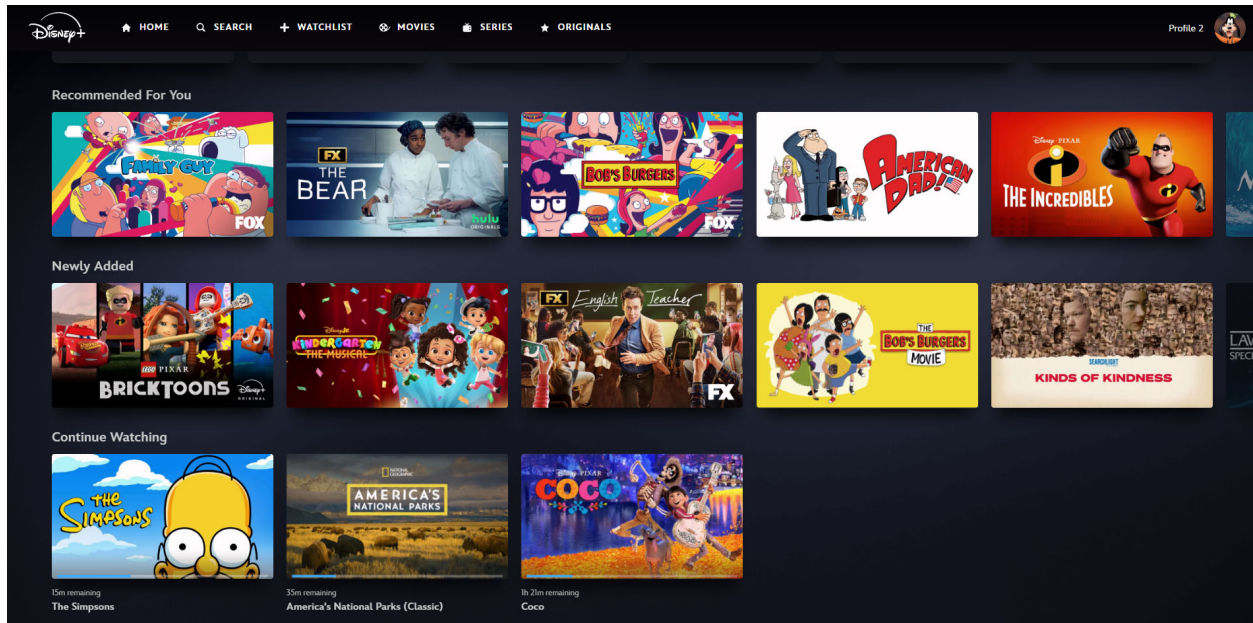 Disney+
HOME
SEARCH
WATCHLIST
MOVIES
SERIES
ORIGINALS
Profile 2
Recommended For You
FAMILY GUY
FOX
FX
THE
BEAR
hulu
ORIGINALS
BOB'S BURGERS
FOX
AMERICAN
DAD!
Disney · PIXAR
THE INCREDIBLES
Newly Added
LEGO PIXAR
BRICKTOONS
Disney+
ORIGINAL
Disney Jr.
KINDERGARTEN
THE MUSICAL
FX English Teacher
FX
THE
BOB'S BURGERS
MOVIE
SEARCHLIGHT
KINDS OF KINDNESS
LAW
SPECI
Continue Watching
THE
SIMPSONS
NATIONAL
GEOGRAPHIC
AMERICA'S
NATIONAL PARKS
Disney · PIXAR
COCO
15m remaining
The Simpsons
35m remaining
America's National Parks (Classic)
1h 21m remaining
Coco